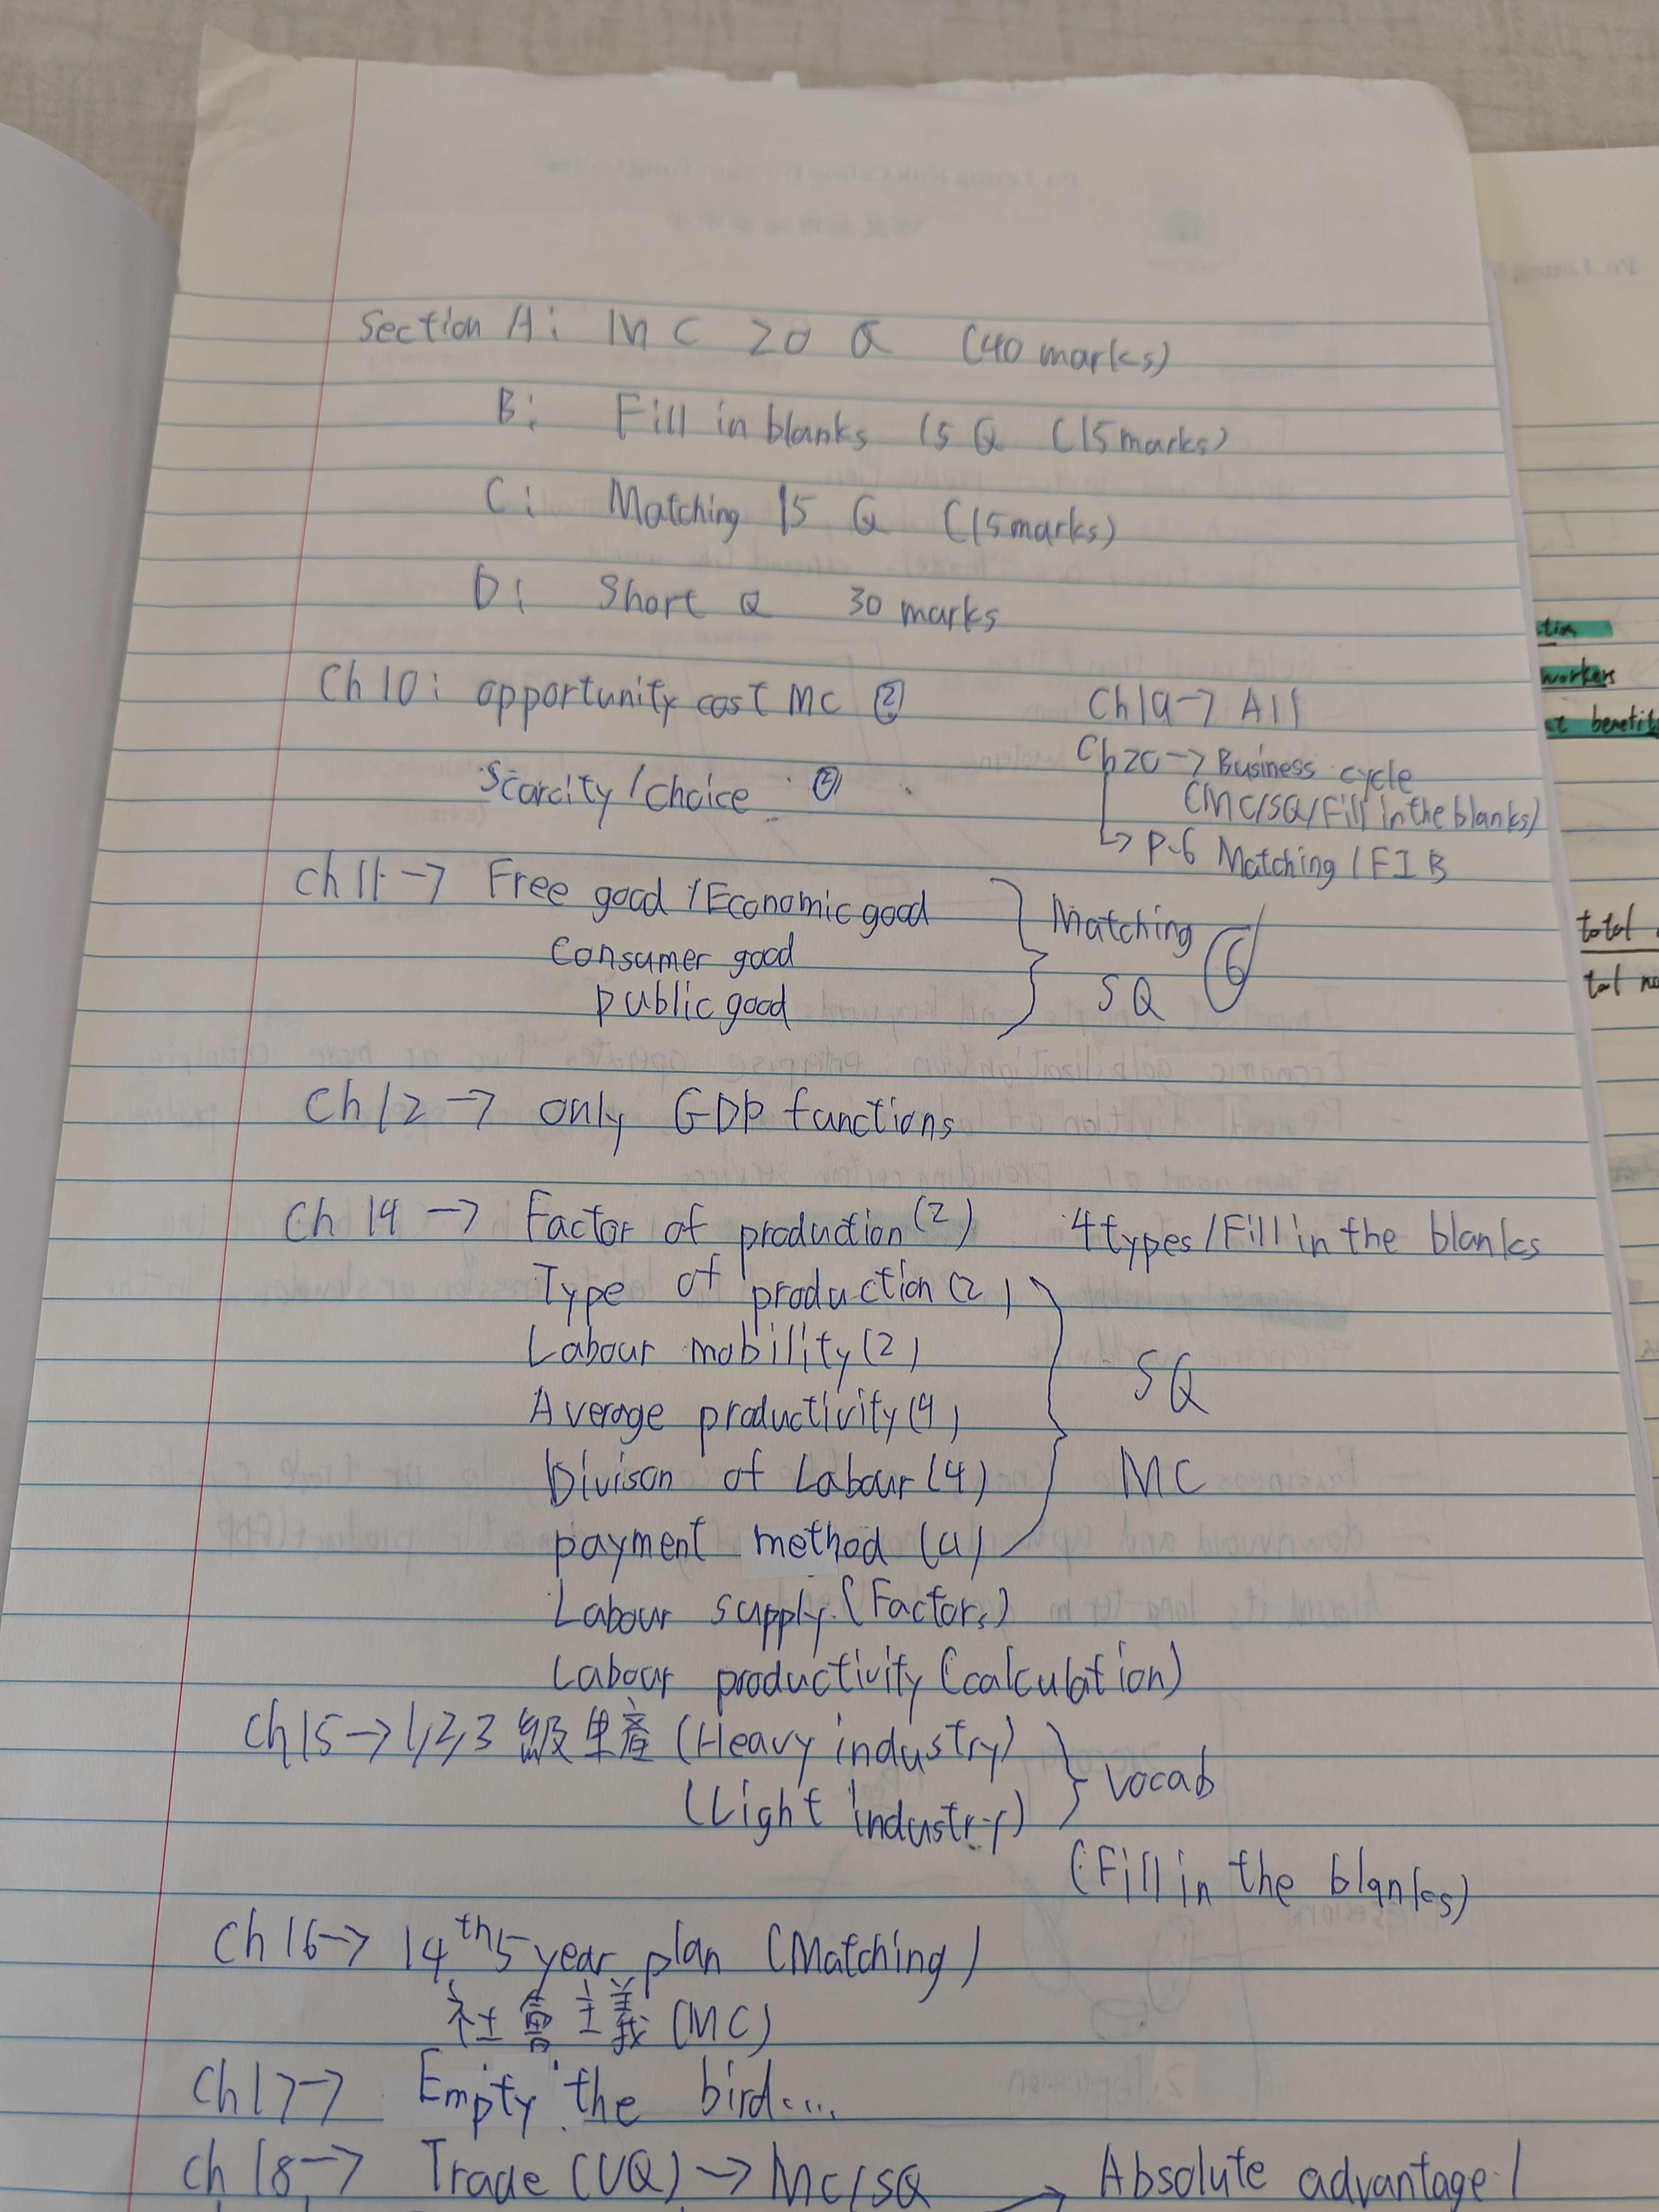 Section A: MC 20 Q (40 marks)
B: Fill in blanks 15 Q (15 marks)
C: Matching 15 Q (15 marks)
D: Short Q 30 marks
Ch 10: opportunity cost MC ②
Scarcity / choice ②
Ch 19 → All
Ch 20 → Business cycle
(MC/SQ/Fill in the blanks)
↳ P.6 Matching / FIB
Ch 11 → Free good / Economic good
Consumer good
public good
Matching
SQ
6
Ch 12 → only GDP functions
Ch 14 → Factor of production (2) 4 types / Fill in the blanks
Type of production (2)
Labour mobility (2)
Average productivity (4)
Divison of Labour (4)
payment method (4)
SQ
MC
Labour supply (Factors)
Labour productivity (calculation)
Ch 15 → 1,2,3 級生產 (Heavy industry)
(Light industry)
vocab
(Fill in the blanks)
Ch 16 → 14th 5 year plan (Matching)
社會主義 (MC)
Ch 17 → Empty the bird....
Ch 18 → Trade (UQ) → MC/SQ → Absolute advantage /
workers
total